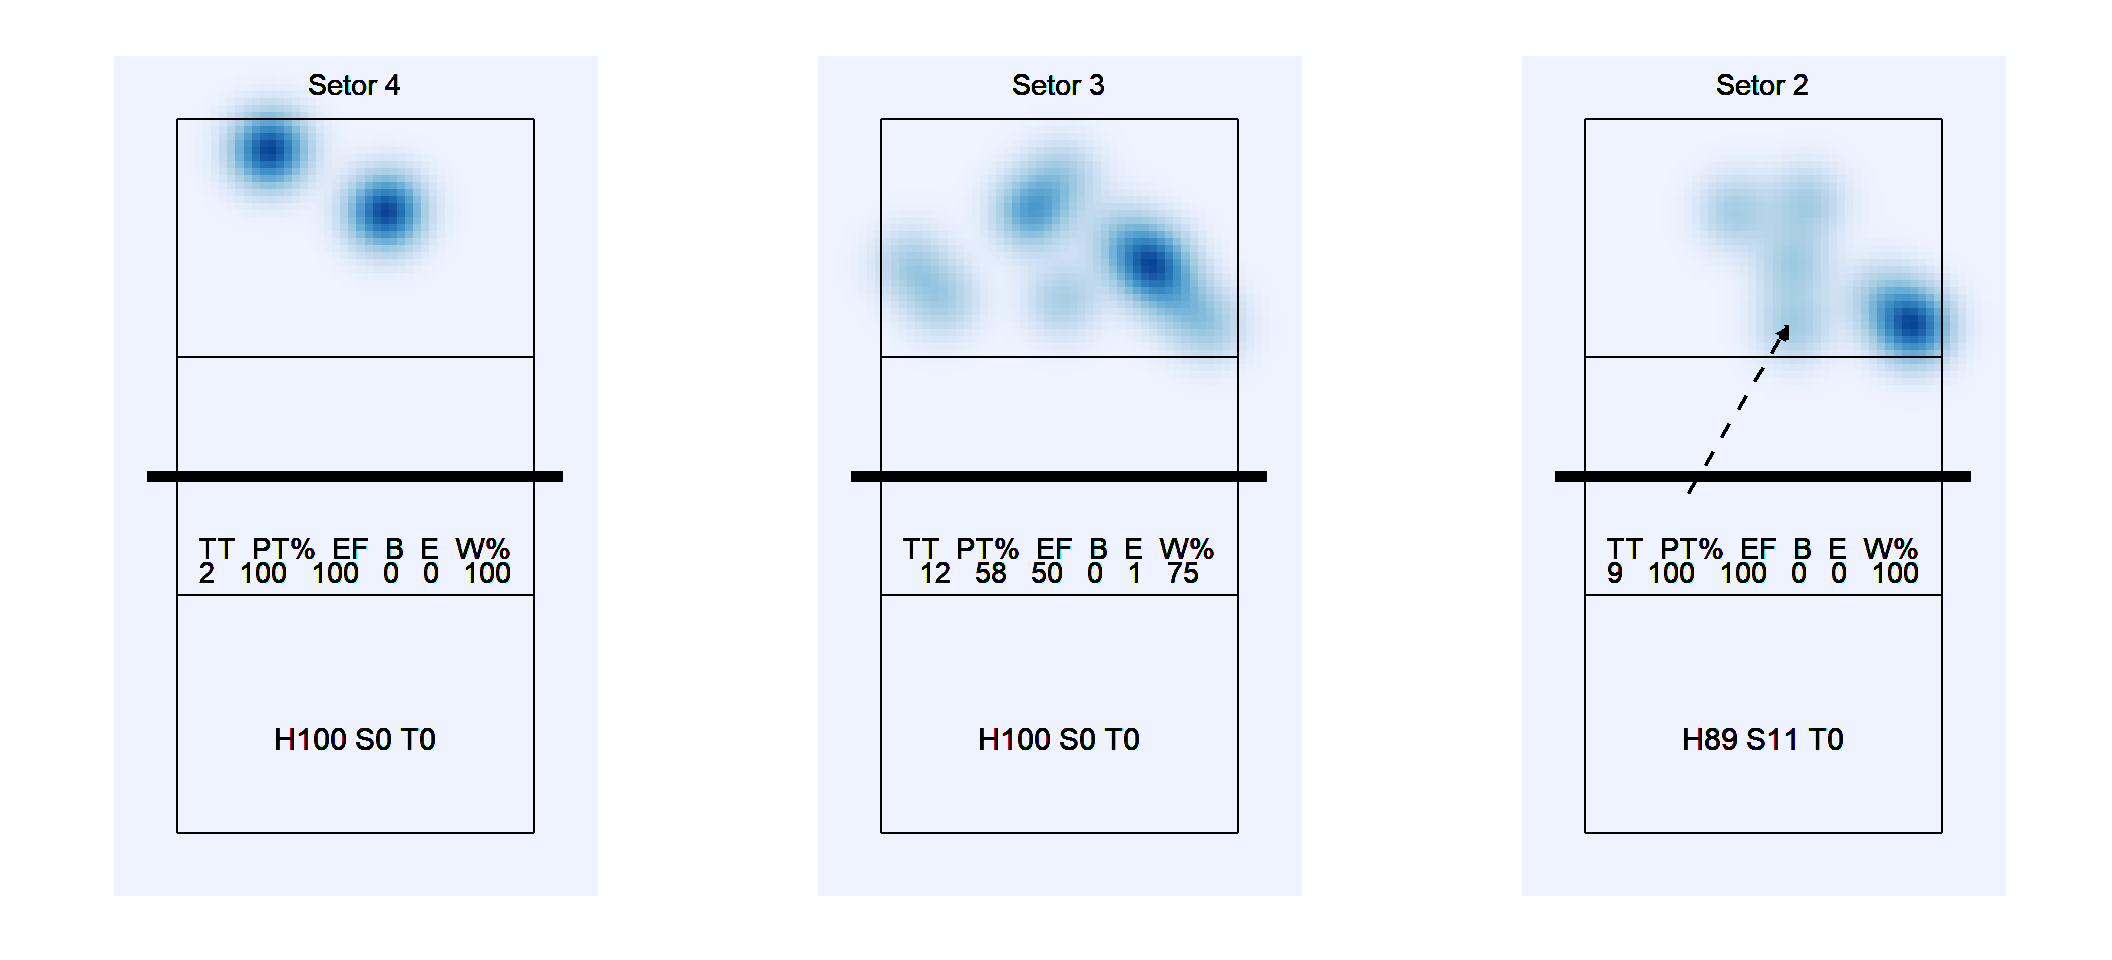 Setor 4
TT PT% EF B E W%
2 100 100 0 0 100
H100 S0 T0
Setor 3
TT PT% EF B E W%
12 58 50 0 1 75
H100 S0 T0
Setor 2
TT PT% EF B E W%
9 100 100 0 0 100
H89 S11 T0